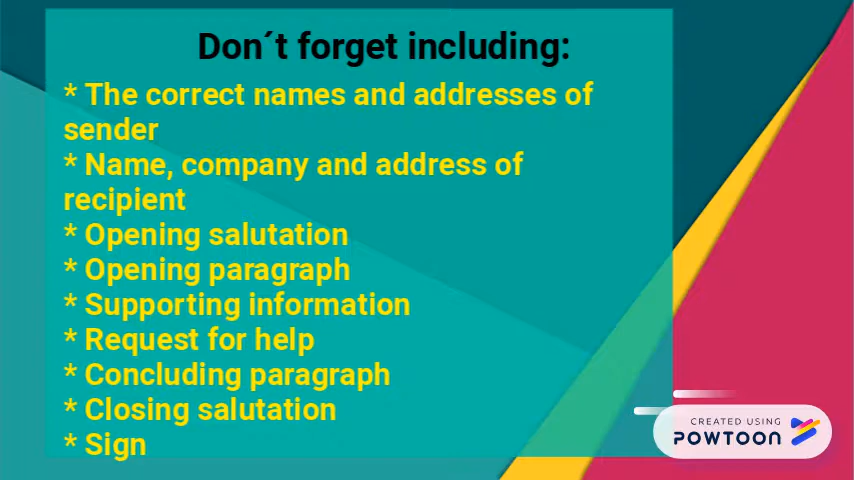 Don´t forget including:
* The correct names and addresses of
sender
* Name, company and address of
recipient
* Opening salutation
* Opening paragraph
* Supporting information
* Request for help
* Concluding paragraph
* Closing salutation
* Sign
CREATED USING
POWTOON